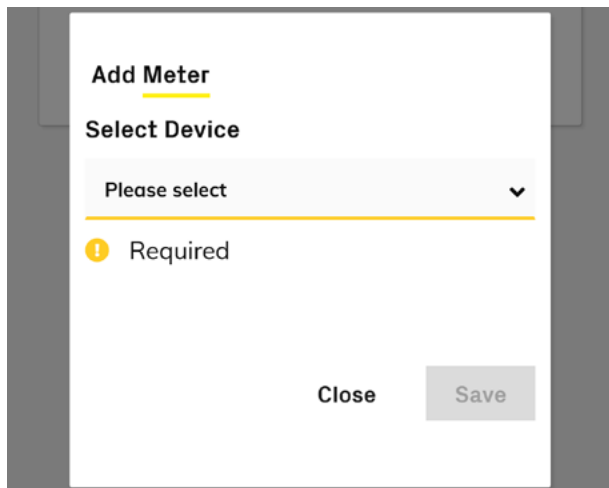 Add Meter
Select Device
Please select
Required
Close Save